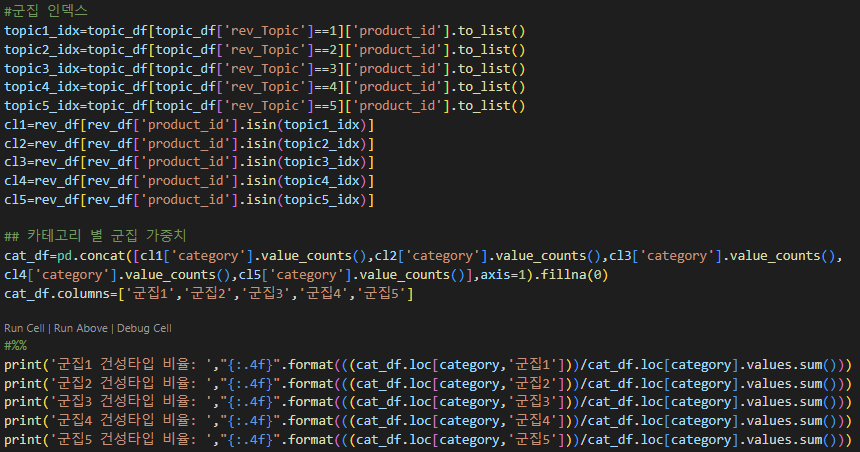 #군집 인덱스
topic1_idx=topic_df[topic_df['rev_Topic']==1]['product_id'].to_list()
topic2_idx=topic_df[topic_df['rev_Topic']==2]['product_id'].to_list()
topic3_idx=topic_df[topic_df['rev_Topic']==3]['product_id'].to_list()
topic4_idx=topic_df[topic_df['rev_Topic']==4]['product_id'].to_list()
topic5_idx=topic_df[topic_df['rev_Topic']==5]['product_id'].to_list()
cl1=rev_df[rev_df['product_id'].isin(topic1_idx)]
cl2=rev_df[rev_df['product_id'].isin(topic2_idx)]
cl3=rev_df[rev_df['product_id'].isin(topic3_idx)]
cl4=rev_df[rev_df['product_id'].isin(topic4_idx)]
cl5=rev_df[rev_df['product_id'].isin(topic5_idx)]
## 카테고리 별 군집 가중치
cat_df=pd.concat([cl1['category'].value_counts(),cl2['category'].value_counts(),cl3['category'].value_counts(),
cl4['category'].value_counts(),cl5['category'].value_counts()],axis=1).fillna(0)
cat_df.columns=['군집1','군집2','군집3','군집4','군집5']
Run Cell | Run Above | Debug Cell
#%%
print('군집1 건성타입 비율: ',"{:.4f}".format(((cat_df.loc[category,'군집1']))/cat_df.loc[category].values.sum()))
print('군집2 건성타입 비율: ',"{:.4f}".format(((cat_df.loc[category,'군집2']))/cat_df.loc[category].values.sum()))
print('군집3 건성타입 비율: ',"{:.4f}".format(((cat_df.loc[category,'군집3']))/cat_df.loc[category].values.sum()))
print('군집4 건성타입 비율: ',"{:.4f}".format(((cat_df.loc[category,'군집4']))/cat_df.loc[category].values.sum()))
print('군집5 건성타입 비율: ',"{:.4f}".format(((cat_df.loc[category,'군집5']))/cat_df.loc[category].values.sum()))